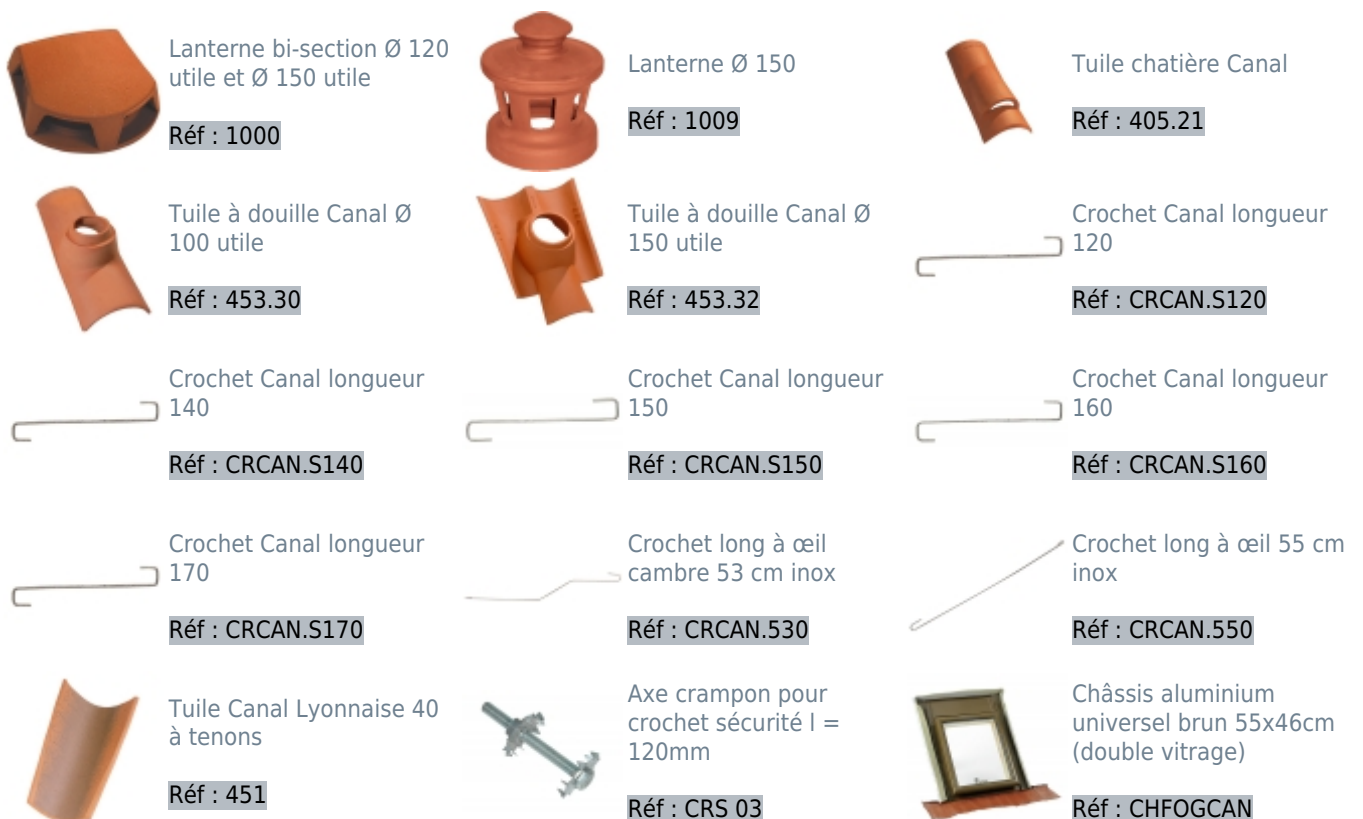 Lanterne bi-section Ø 120
utile et Ø 150 utile
Réf : 1000
Lanterne Ø 150
Réf : 1009
Tuile chatière Canal
Réf : 405.21
Tuile à douille Canal Ø
100 utile
Réf : 453.30
Tuile à douille Canal Ø
150 utile
Réf : 453.32
Crochet Canal longueur
120
Réf : CRCAN.S120
Crochet Canal longueur
140
Réf : CRCAN.S140
Crochet Canal longueur
150
Réf : CRCAN.S150
Crochet Canal longueur
160
Réf : CRCAN.S160
Crochet Canal longueur
170
Réf : CRCAN.S170
Crochet long à œil
cambre 53 cm inox
Réf : CRCAN.530
Crochet long à œil 55 cm
inox
Réf : CRCAN.550
Tuile Canal Lyonnaise 40
à tenons
Réf : 451
Axe crampon pour
crochet sécurité l =
120mm
Réf : CRS 03
Châssis aluminium
universel brun 55x46cm
(double vitrage)
Réf : CHFOGCAN